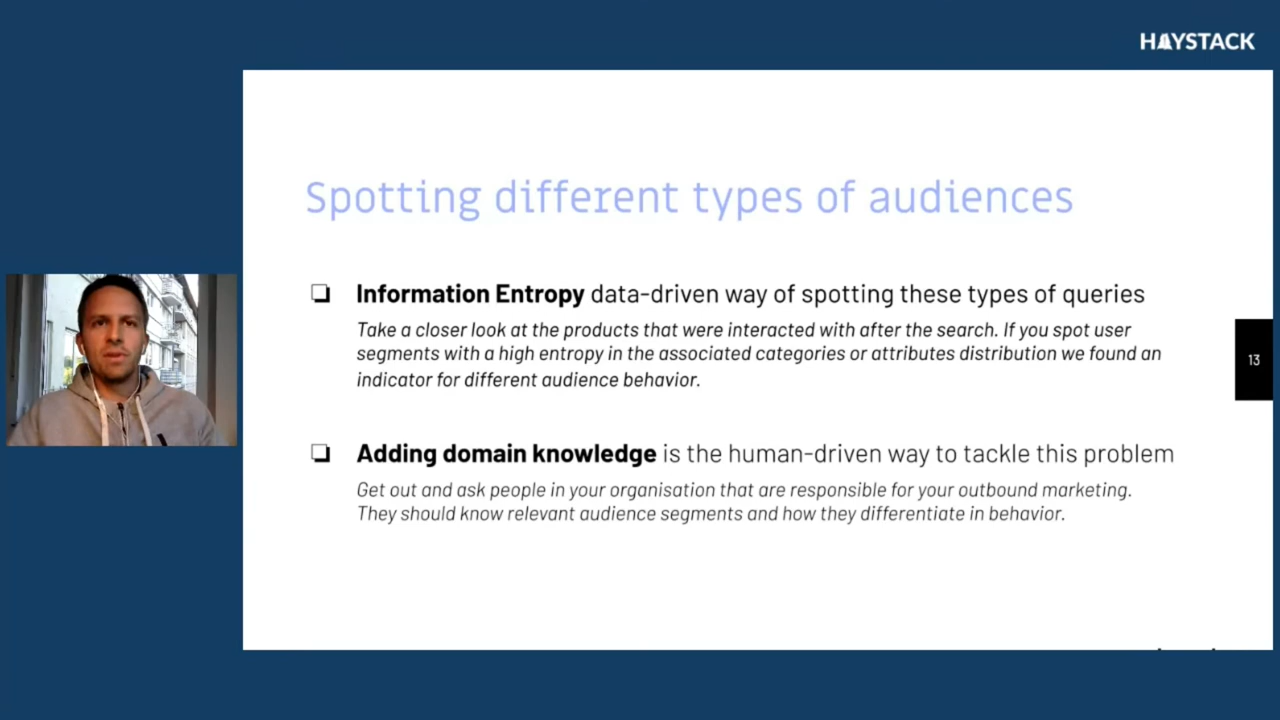 HAYSTACK
Spotting different types of audiences
Information Entropy data-driven way of spotting these types of queries
Take a closer look at the products that were interacted with after the search. If you spot user
segments with a high entropy in the associated categories or attributes distribution we found an
indicator for different audience behavior.
13
Adding domain knowledge is the human-driven way to tackle this problem
Get out and ask people in your organisation that are responsible for your outbound marketing.
They should know relevant audience segments and how they differentiate in behavior.